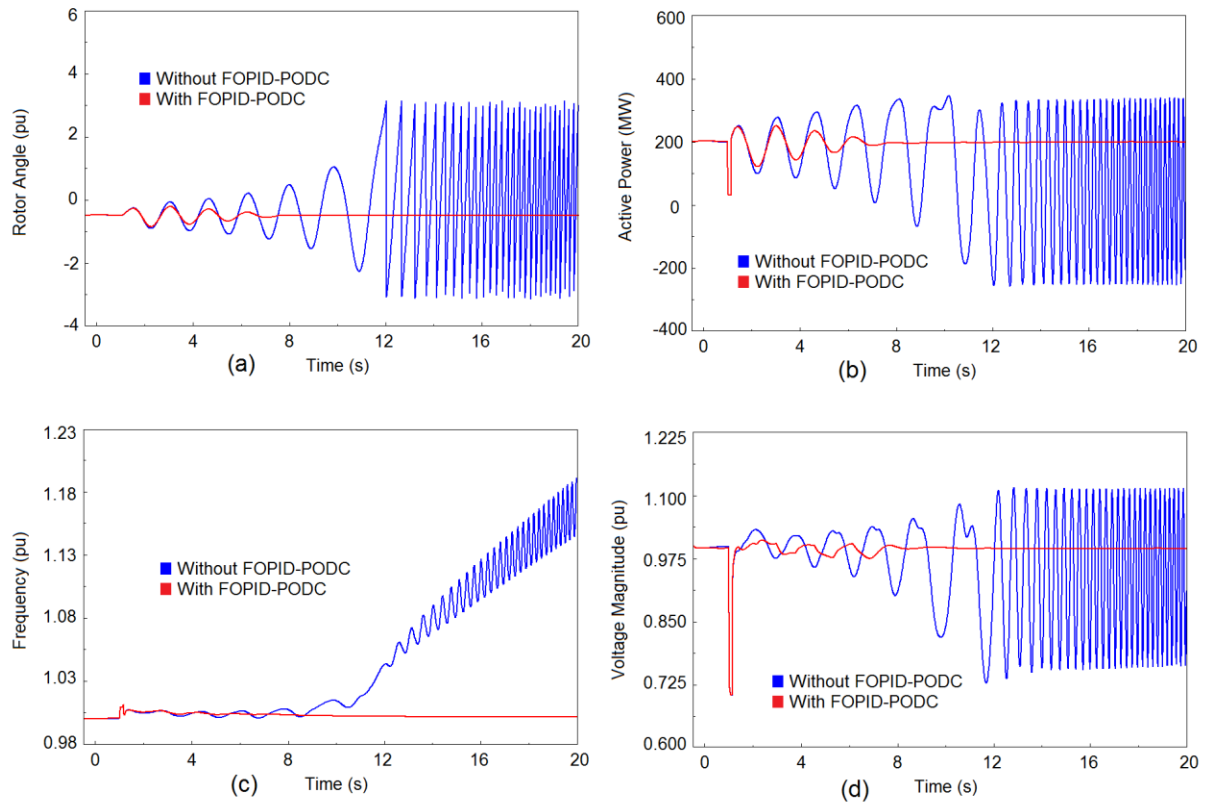 6
4
2
0
-2
-4
Rotor Angle (pu)
Without FOPID-PODC
With FOPID-PODC
0 4 8 12 16 20
(a) Time (s)
600
400
200
0
-200
-400
Active Power (MW)
Without FOPID-PODC
With FOPID-PODC
0 4 8 12 16 20
(b) Time (s)
1.23
1.18
1.13
1.08
1.03
0.98
Frequency (pu)
Without FOPID-PODC
With FOPID-PODC
0 4 8 12 16 20
(c) Time (s)
1.225
1.100
0.975
0.850
0.725
0.600
Voltage Magnitude (pu)
Without FOPID-PODC
With FOPID-PODC
0 4 8 12 16 20
(d) Time (s)